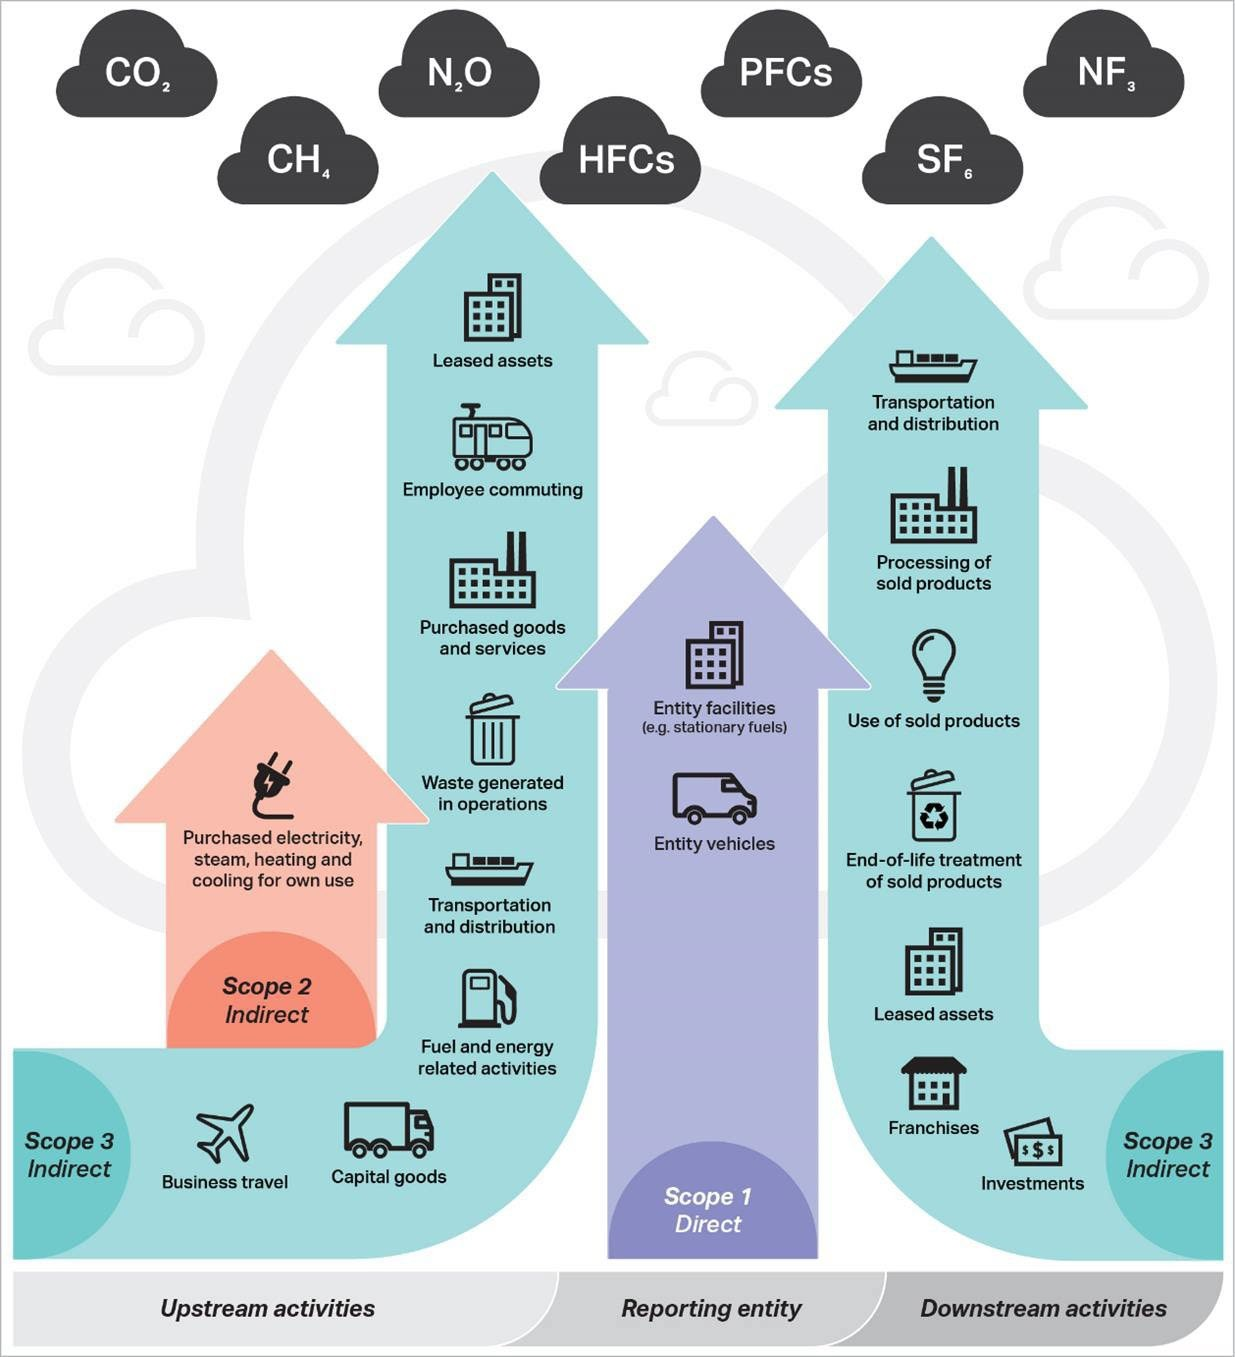 CO₂
N₂O
PFCs
NF₃
CH₄
HFCs
SF₆
Leased assets
Employee commuting
Purchased goods
and services
Waste generated
in operations
Transportation
and distribution
Fuel and energy
related activities
Purchased electricity,
steam, heating and
cooling for own use
Scope 2
Indirect
Scope 3
Indirect
Business travel
Capital goods
Entity facilities
(e.g. stationary fuels)
Entity vehicles
Scope 1
Direct
Transportation
and distribution
Processing of
sold products
Use of sold products
End-of-life treatment
of sold products
Leased assets
Franchises
Investments
$ $ $
Scope 3
Indirect
Upstream activities
Reporting entity
Downstream activities